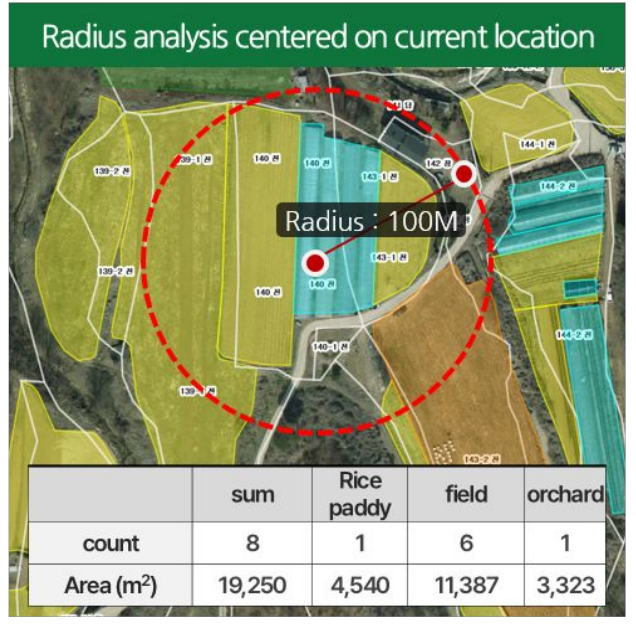 Radius analysis centered on current location
144-1 전
139-2 전
139-1 전
140 전
140 전
142 전
143-1 전
144-2 전
Radius : 100M
139-2 전
140 전
140 전
143-1 전
144-2 전
140-1 전
139-1 전
143-2 전
sum Rice paddy field orchard
count 8 1 6 1
Area (m²) 19,250 4,540 11,387 3,323